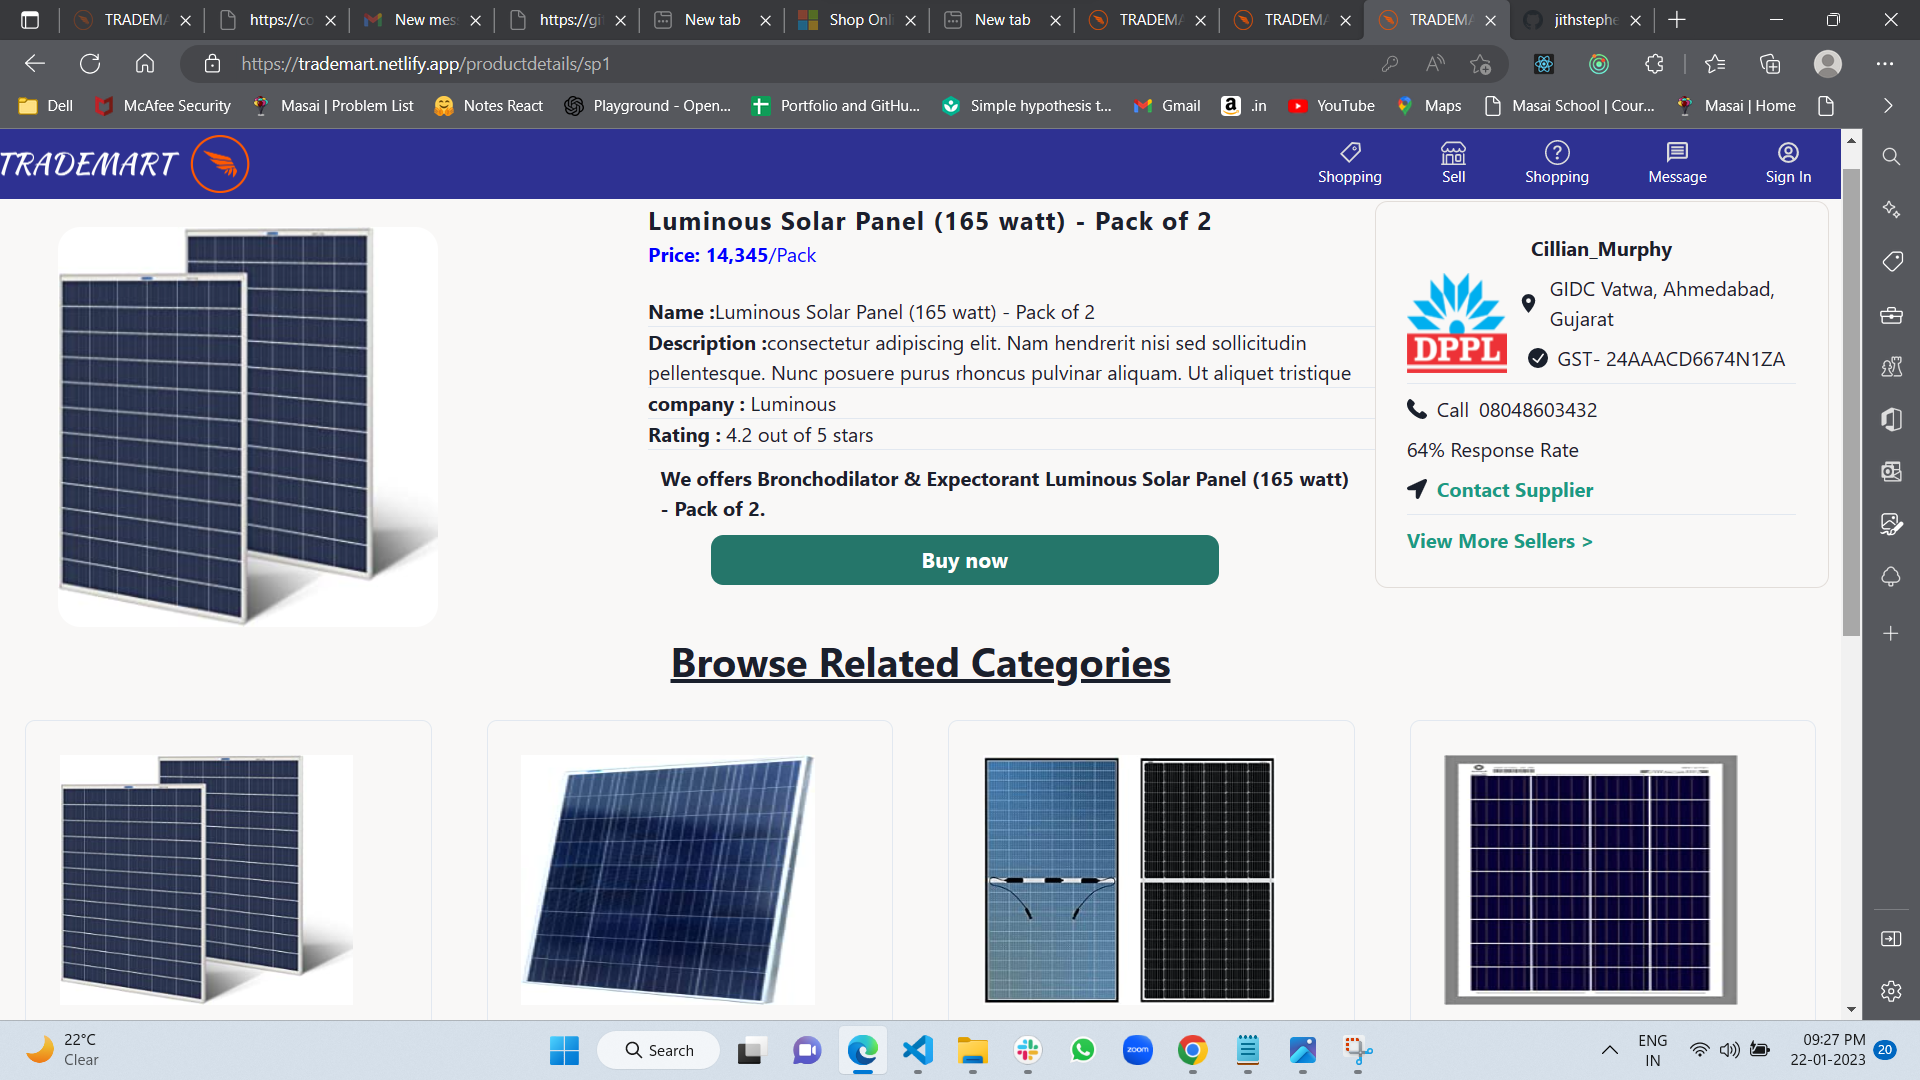 TRADEMA
https://co
New mes
https://gi
New tab
Shop Onl
New tab
TRADEMA
TRADEMA
TRADEMA
jithstephe
https://trademart.netlify.app/productdetails/sp1
Dell
McAfee Security
Masai | Problem List
Notes React
Playground - Open...
Portfolio and GitHu...
Simple hypothesis t...
Gmail
.in
YouTube
Maps
Masai School | Cour...
Masai | Home
TRADEMART
Shopping
Sell
Shopping
Message
Sign In
Luminous Solar Panel (165 watt) - Pack of 2
Price: 14,345/Pack
Name :Luminous Solar Panel (165 watt) - Pack of 2
Description :consectetur adipiscing elit. Nam hendrerit nisi sed sollicitudin
pellentesque. Nunc posuere purus rhoncus pulvinar aliquam. Ut aliquet tristique
company : Luminous
Rating : 4.2 out of 5 stars
We offers Bronchodilator & Expectorant Luminous Solar Panel (165 watt)
- Pack of 2.
Buy now
Cillian_Murphy
DPPL
GIDC Vatwa, Ahmedabad,
Gujarat
GST- 24AAACD6674N1ZA
Call 08048603432
64% Response Rate
Contact Supplier
View More Sellers >
Browse Related Categories
22°C
Clear
Search
zoom
ENG
IN
09:27 PM
22-01-2023
20